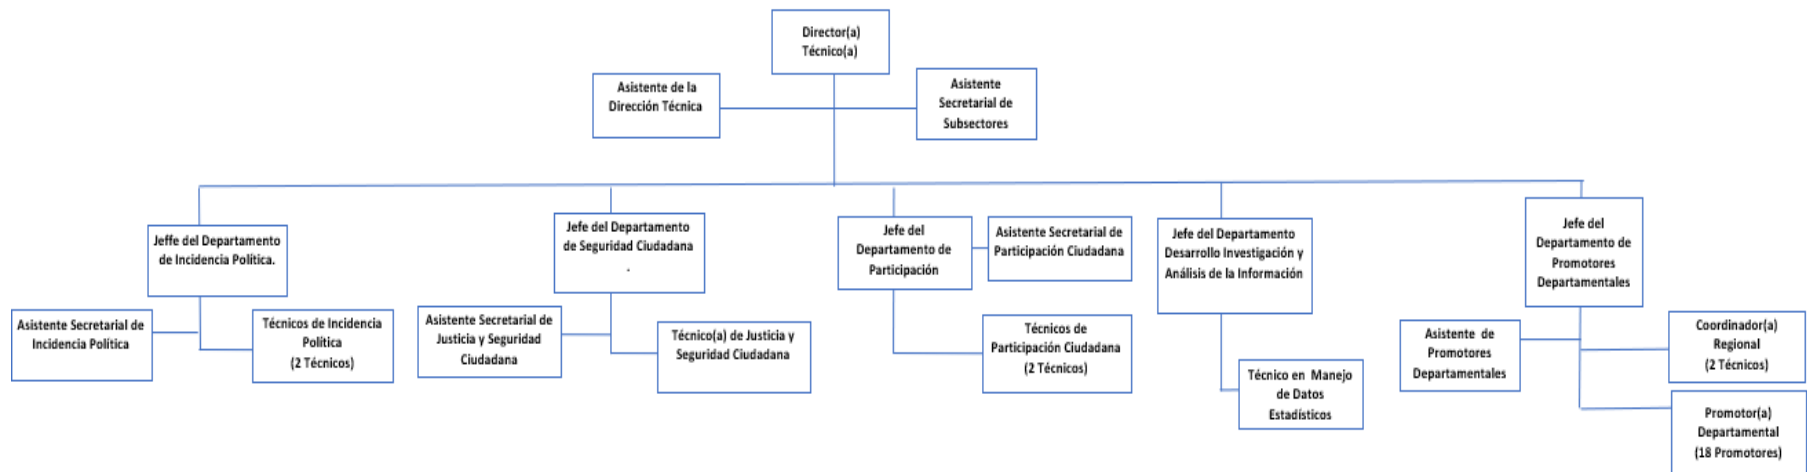 Director(a)
Técnico(a)
Asistente de la
Dirección Técnica
Asistente
Secretarial de
Subsectores
Jeffe del Departamento
de Incidencia Política.
Jefe del Departamento
de Seguridad Ciudadana
.
Jefe del
Departamento de
Participación
Asistente Secretarial de
Participación Ciudadana
Jefe del Departamento
Desarrollo Investigación y
Análisis de la Información
Jefe del
Departamento de
Promotores
Departamentales
Asistente Secretarial de
Incidencia Política
Técnicos de Incidencia
Política
(2 Técnicos)
Asistente Secretarial de
Justicia y Seguridad
Ciudadana
Técnico(a) de Justicia y
Seguridad Ciudadana
Técnicos de
Participación Ciudadana
(2 Técnicos)
Técnico en Manejo
de Datos
Estadísticos
Asistente de
Promotores
Departamentales
Coordinador(a)
Regional
(2 Técnicos)
Promotor(a)
Departamental
(18 Promotores)